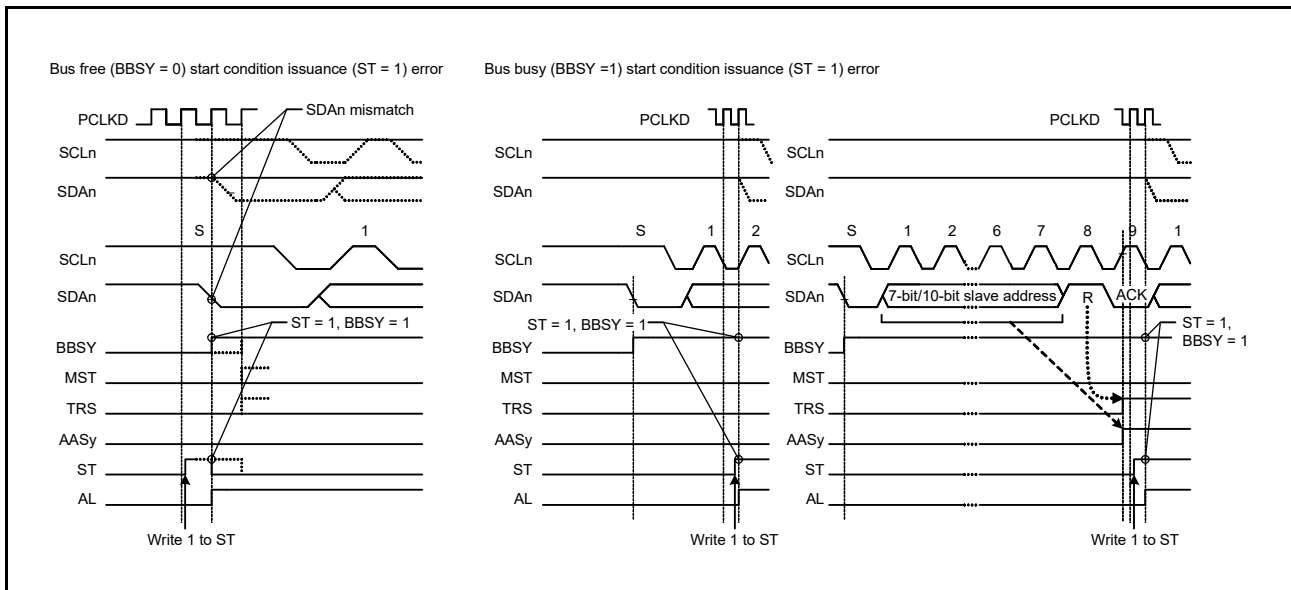 Bus free (BBSY = 0) start condition issuance (ST = 1) error
PCLKD
SDAn mismatch
SCLn
SDAn
S
1
SCLn
SDAn
ST = 1, BBSY = 1
BBSY
MST
TRS
AASy
ST
AL
Write 1 to ST
Bus busy (BBSY =1) start condition issuance (ST = 1) error
PCLKD
SCLn
SDAn
S 1 2
SCLn
SDAn
ST = 1, BBSY = 1
BBSY
MST
TRS
AASy
ST
AL
Write 1 to ST
PCLKD
SCLn
SDAn
S 1 2 6 7 8 9 1
SCLn
SDAn
7-bit/10-bit slave address
R
ACK
ST = 1,
BBSY = 1
BBSY
MST
TRS
AASy
ST
AL
Write 1 to ST